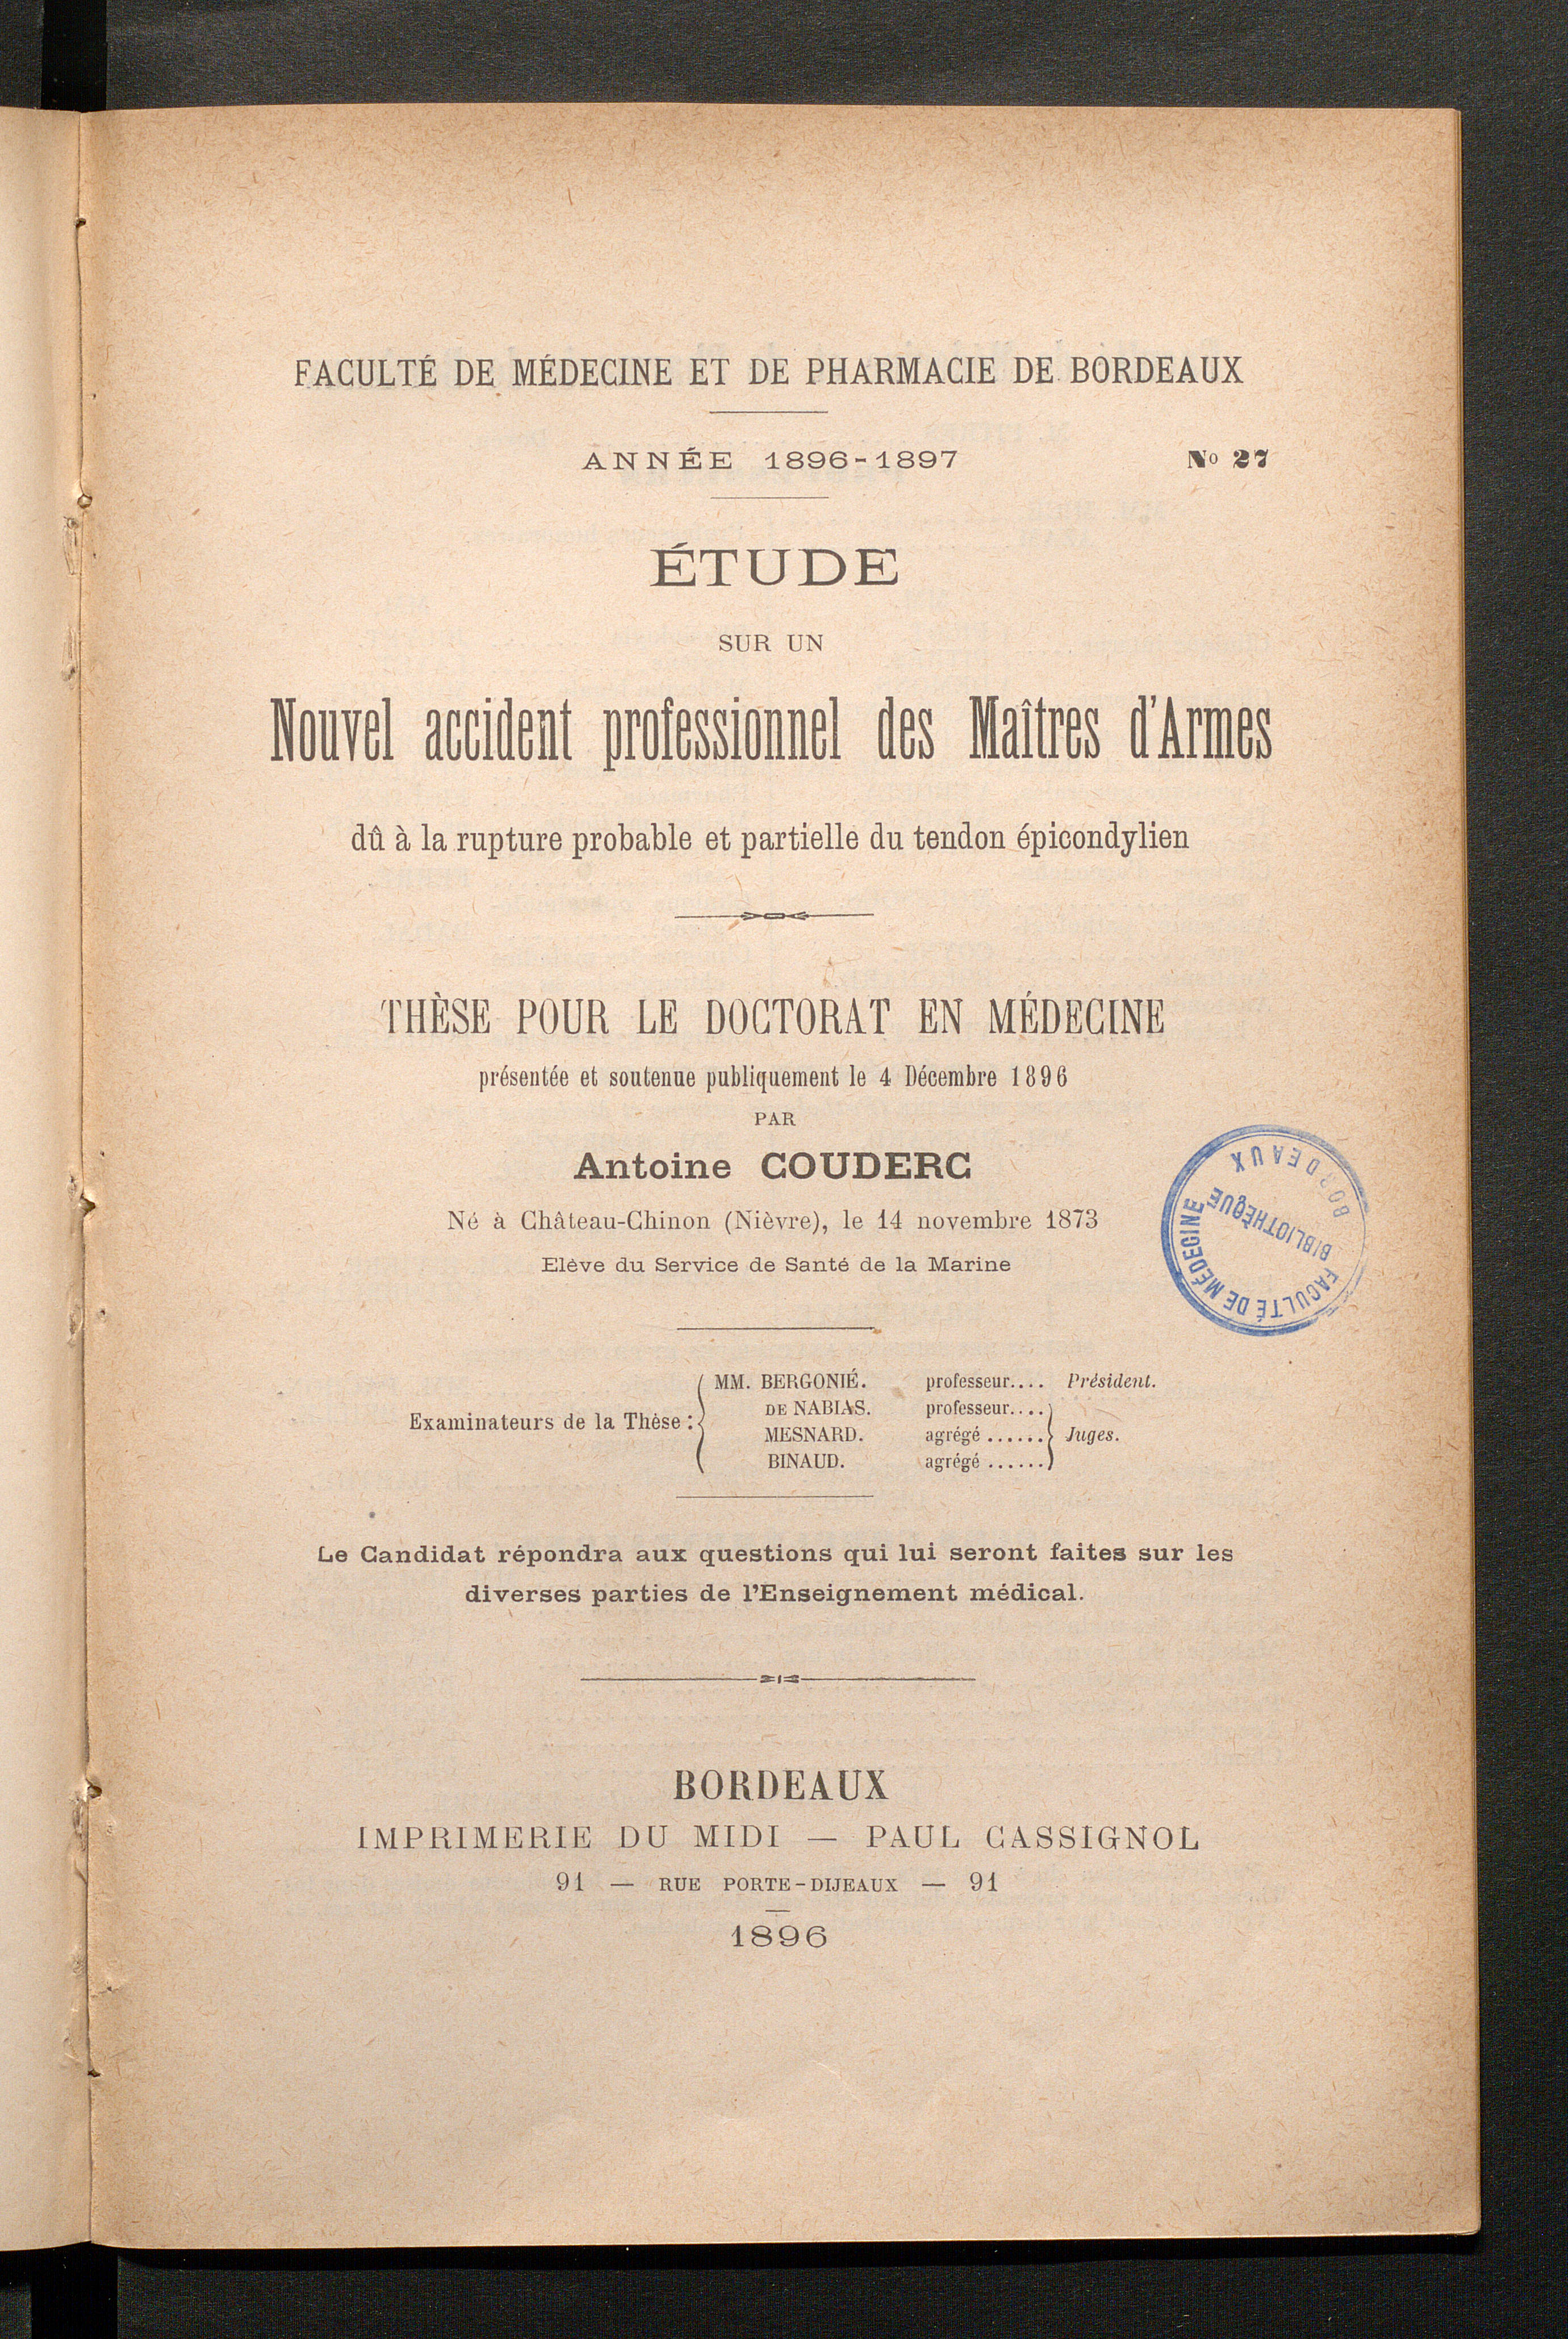 FACULTÉ DE MÉDECINE ET DE PHARMACIE DE BORDEAUX
ANNÉE 1896-1897 No 27
ÉTUDE
SUR UN
Nouvel accident professionnel des Maîtres d'Armes
dû à la rupture probable et partielle du tendon épicondylien
THÈSE POUR LE DOCTORAT EN MÉDECINE
présentée et soutenue publiquement le 4 Décembre 1896
PAR
Antoine COUDERC
Né à Château-Chinon (Nièvre), le 14 novembre 1873
Elève du Service de Santé de la Marine
FACULTÉ DE MÉDECINE
BIBLIOTHÈQUE
BORDEAUX
MM. BERGONIÉ. professeur.... Président.
DE NABIAS. professeur....
Examinateurs de la Thèse :
MESNARD. agrégé ...... Juges.
BINAUD. agrégé ......
Le Candidat répondra aux questions qui lui seront faites sur les
diverses parties de l'Enseignement médical.
BORDEAUX
IMPRIMERIE DU MIDI — PAUL CASSIGNOL
91 — RUE PORTE-DIJEAUX — 91
1896